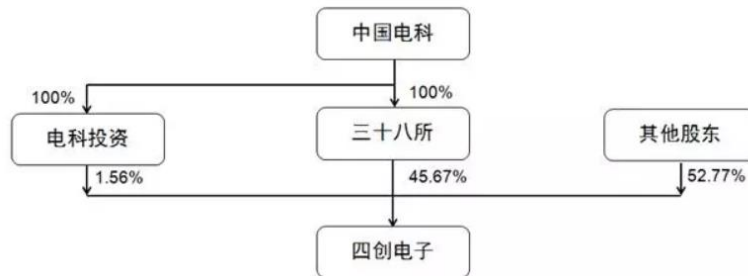 中国电科
100%
100%
电科投资
三十八所
其他股东
1.56%
45.67%
52.77%
四创电子